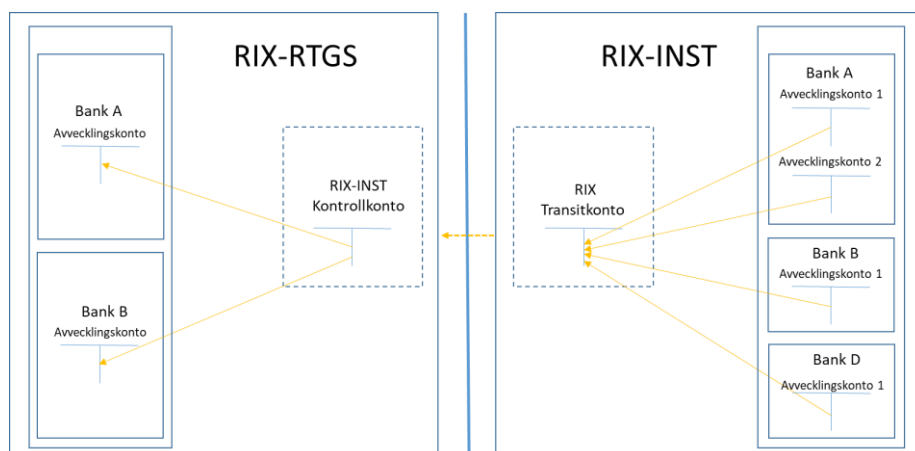 RIX-RTGS
Bank A
Avvecklingskonto
RIX-INST
Kontrollkonto
Bank B
Avvecklingskonto
RIX-INST
RIX
Transitkonto
Bank A
Avvecklingskonto 1
Avvecklingskonto 2
Bank B
Avvecklingskonto 1
Bank D
Avvecklingskonto 1